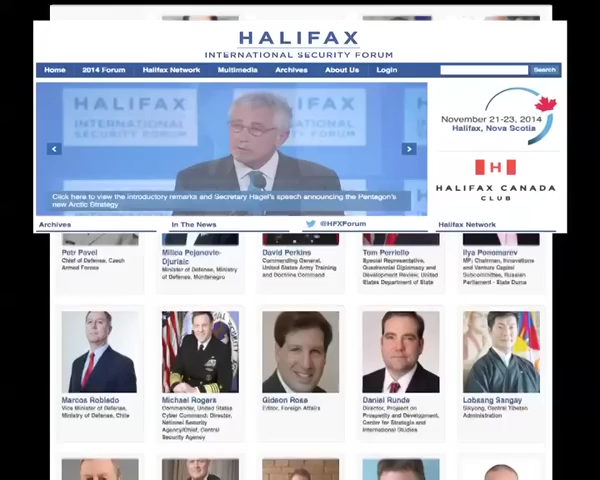 HALIFAX
INTERNATIONAL SECURITY FORUM
Home 2014 Forum Halifax Network Multimedia Archives About Us Login Search
HALIFAX
INTERNATIONAL
SECURITY FORUM
HALIFAX
Click here to view the introductory remarks and Secretary Hagel's speech announcing the Pentagon's
new Arctic Strategy
November 21-23, 2014
Halifax, Nova Scotia
H
HALIFAX CANADA
CLUB
Archives In The News @HFXForum Halifax Network
Petr Pavel
Chief of Defense, Czech
Armed Forces
Milica Pejanovic-
Djurisic
Minister of Defense, Ministry
of Defense, Montenegro
David Perkins
Commanding General,
United States Army Training
and Doctrine Command
Tom Perriello
Special Representative,
Quadrennial Diplomacy and
Development Review, United
States Department of State
Ilya Ponomarev
MP; Chairman, Innovations
and Venture Capital
Subcommittee, Russian
Parliament - State Duma
Marcos Robledo
Vice Minister of Defense,
Ministry of Defense, Chile
Michael Rogers
Commander, United States
Cyber Command; Director,
National Security
Agency/Chief, Central
Security Agency
Gideon Rose
Editor, Foreign Affairs
Daniel Runde
Director, Project on
Prosperity and Development,
Center for Strategic and
International Studies
Lobsang Sangay
Sikyong, Central Tibetan
Administration